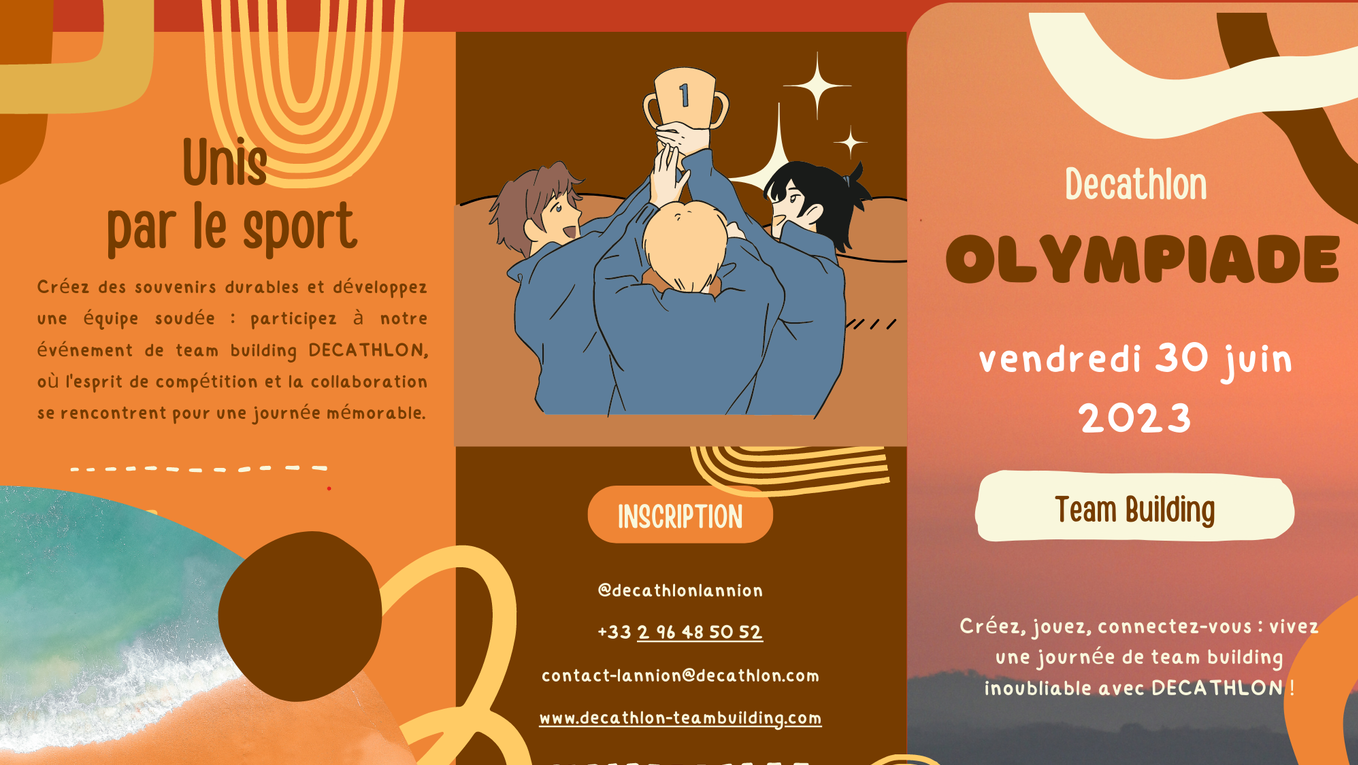 Unis
par le sport
Créez des souvenirs durables et développez
une équipe soudée : participez à notre
événement de team building DECATHLON,
où l'esprit de compétition et la collaboration
se rencontrent pour une journée mémorable.
1
INSCRIPTION
@decathlonlannion
+33 2 96 48 50 52
contact-lannion@decathlon.com
www.decathlon-teambuilding.com
Decathlon
OLYMPIADE
vendredi 30 juin
2023
Team Building
Créez, jouez, connectez-vous : vivez
une journée de team building
inoubliable avec DECATHLON !